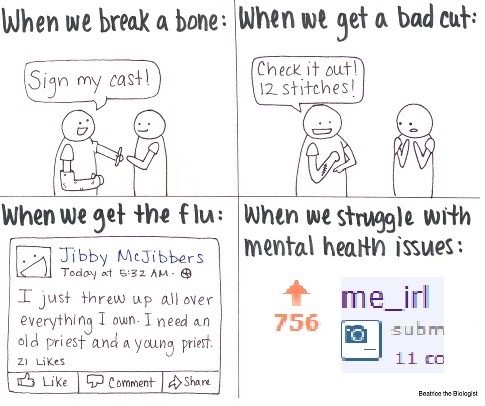 When we break a bone:
Sign my cast!
When we get a bad cut:
Check it out!
12 stitches!
When we get the flu:
Jibby McJibbers
Today at 5:32 AM ·
I just threw up all over
everything I own. I need an
old priest and a young priest.
21 Likes
Like Comment Share
When we struggle with
mental health issues:
756
me_irl
subm
11 co
Beatrice the Biologist